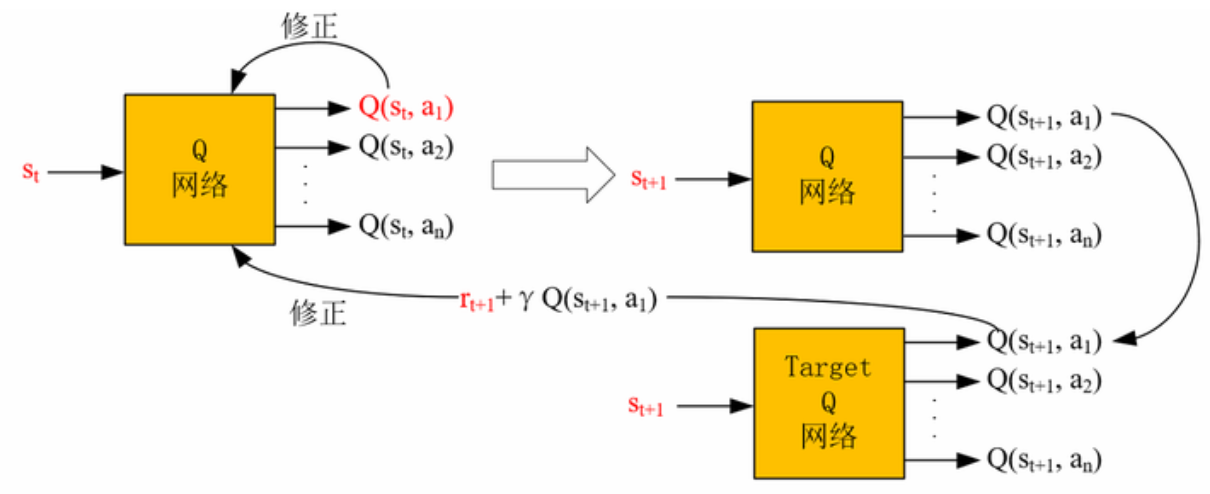 修正
s_t
Q
网络
Q(s_t, a_1)
Q(s_t, a_2)
Q(s_t, a_n)
s_{t+1}
Q
网络
Q(s_{t+1}, a_1)
Q(s_{t+1}, a_2)
Q(s_{t+1}, a_n)
修正
r_{t+1}+ γ Q(s_{t+1}, a_1)
s_{t+1}
Target
Q
网络
Q(s_{t+1}, a_1)
Q(s_{t+1}, a_2)
Q(s_{t+1}, a_n)